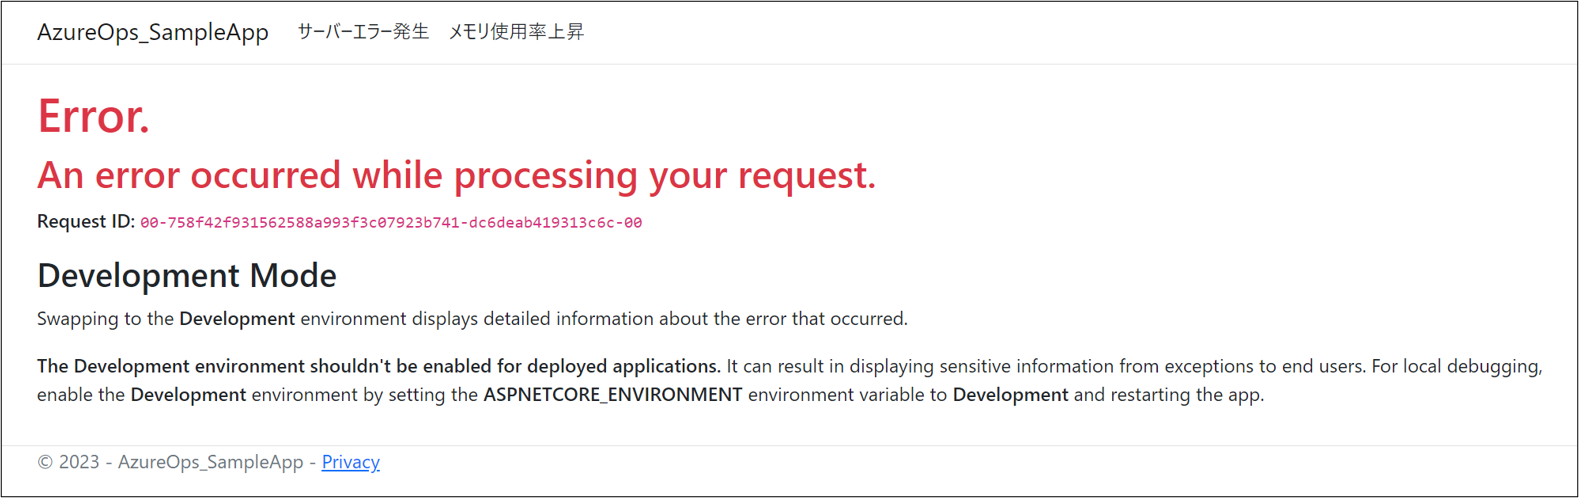 AzureOps_SampleApp サーバーエラー発生 メモリ使用率上昇
Error.
An error occurred while processing your request.
Request ID: 00-758f42f931562588a993f3c07923b741-dc6deab419313c6c-00
Development Mode
Swapping to the Development environment displays detailed information about the error that occurred.
The Development environment shouldn't be enabled for deployed applications. It can result in displaying sensitive information from exceptions to end users. For local debugging,
enable the Development environment by setting the ASPNETCORE_ENVIRONMENT environment variable to Development and restarting the app.
© 2023 - AzureOps_SampleApp - Privacy